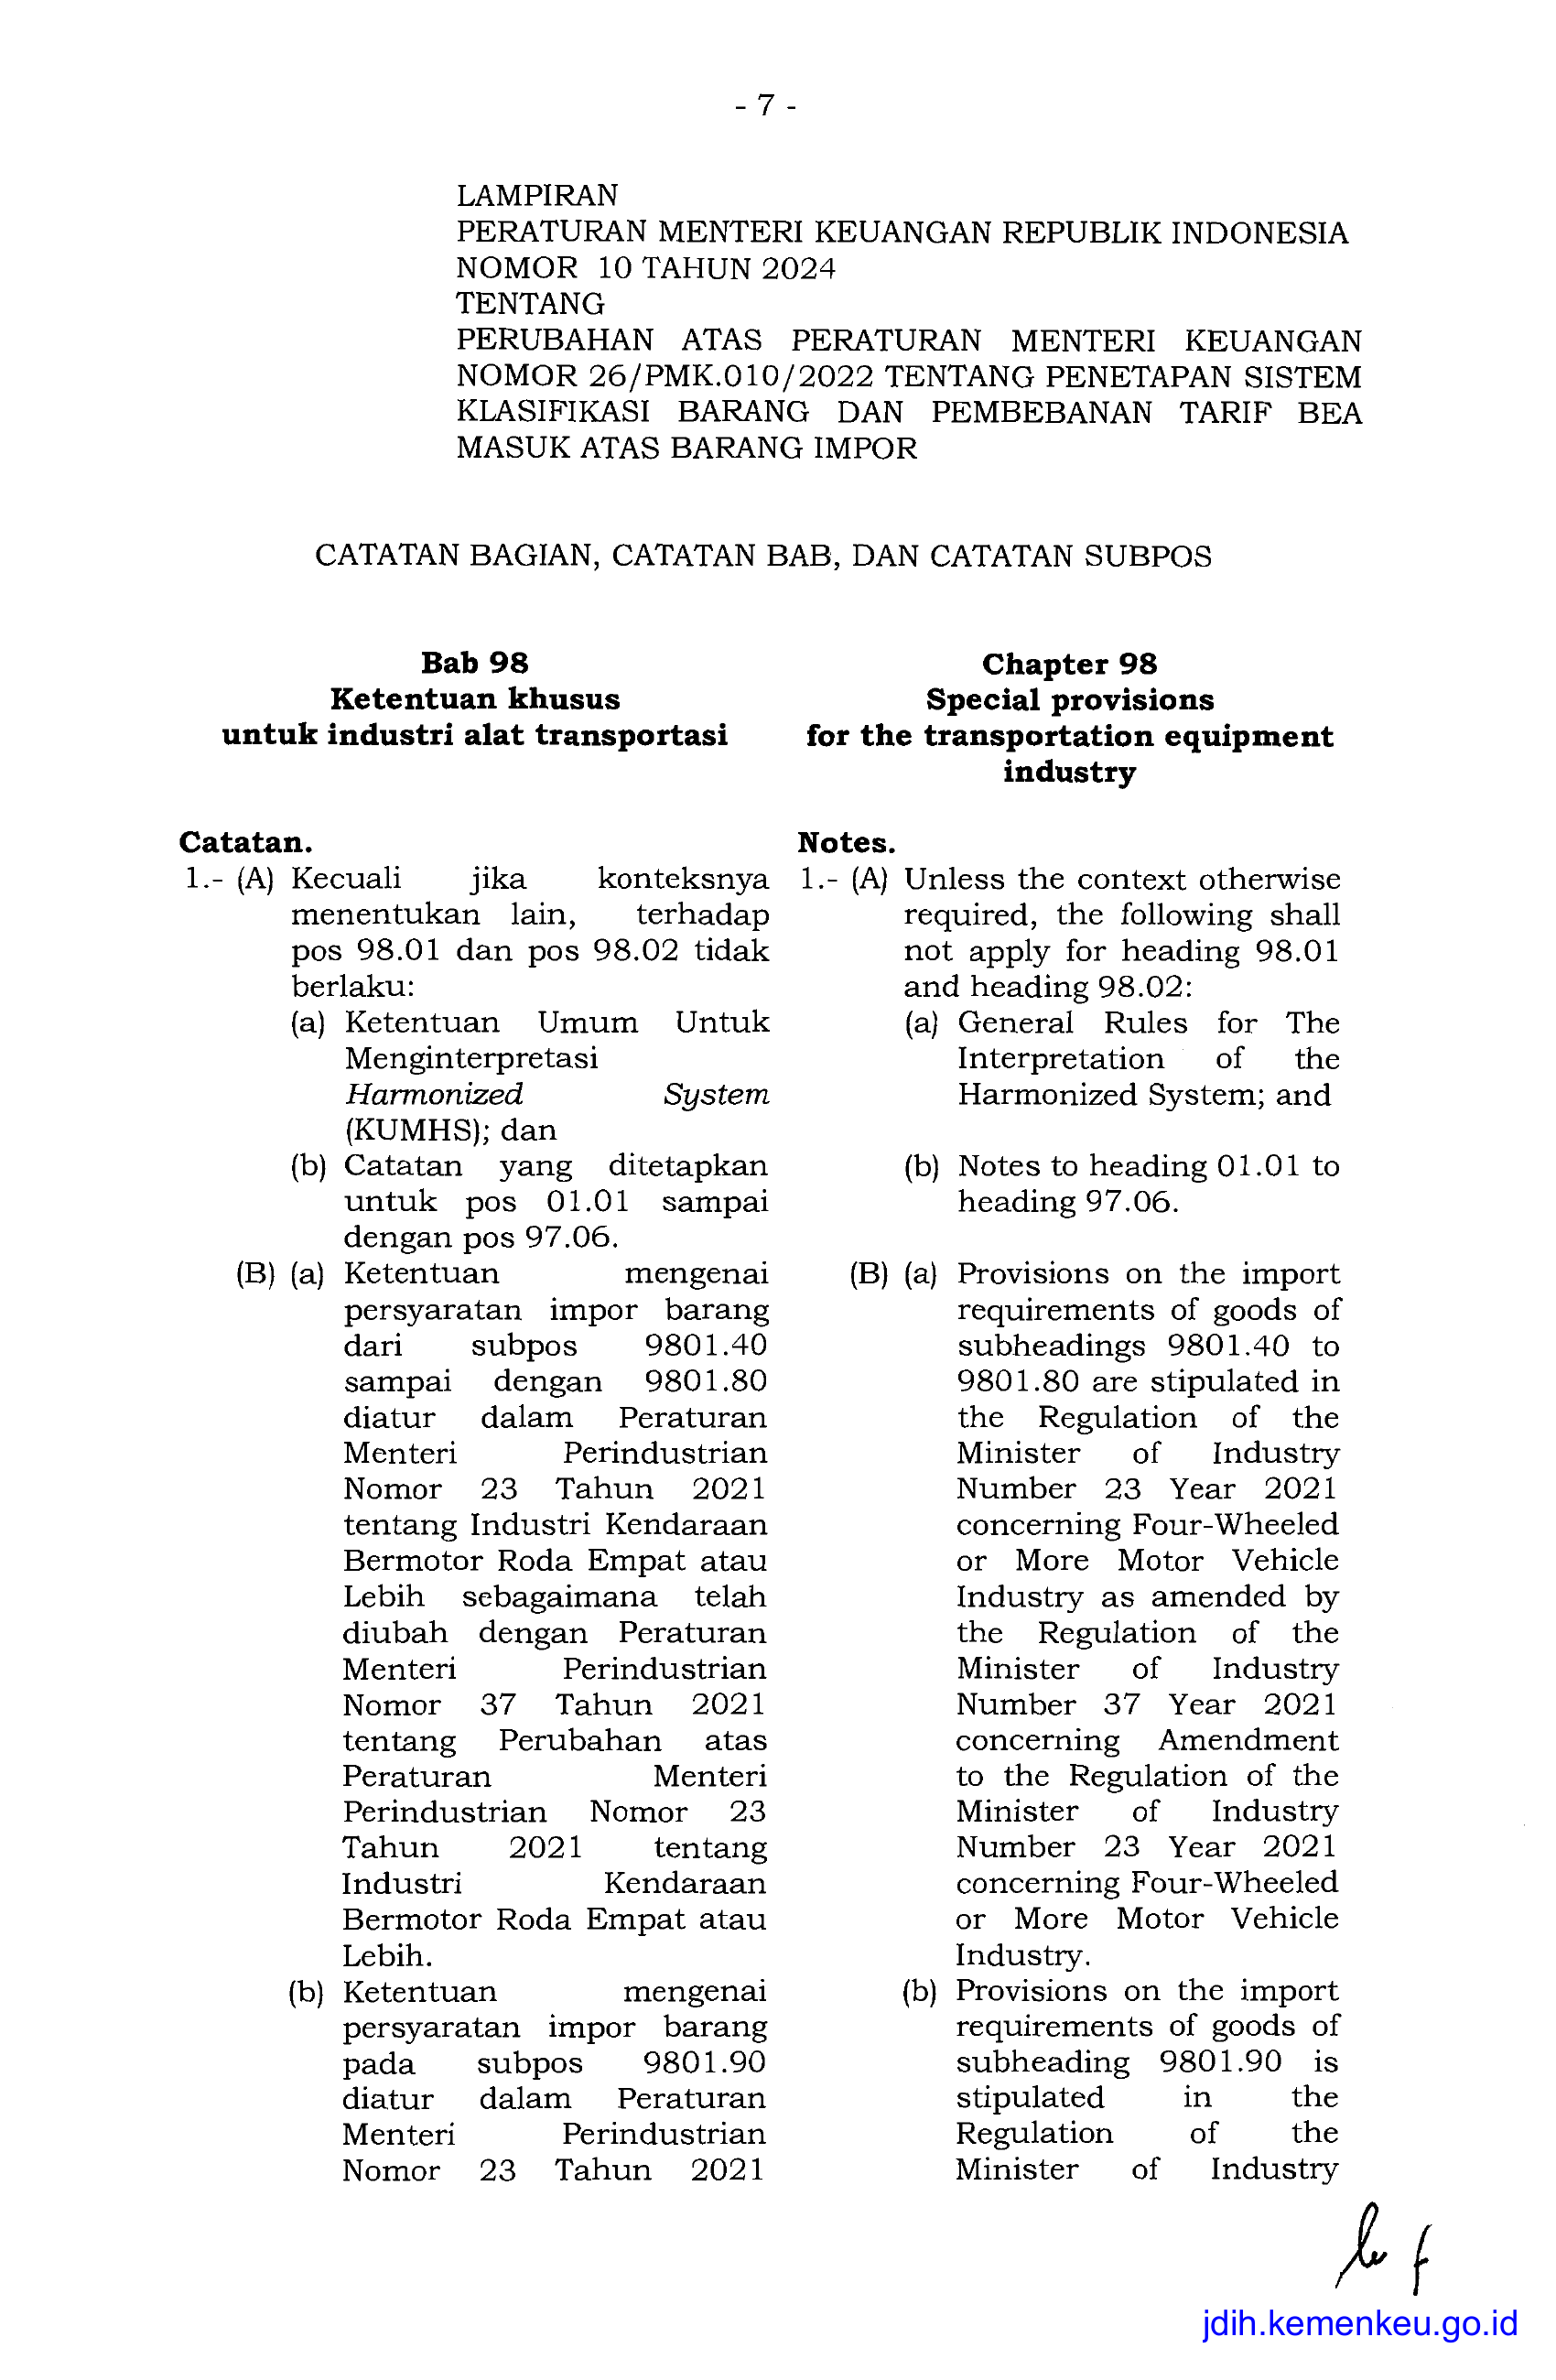 - 7 -
LAMPIRAN
PERATURAN MENTERI KEUANGAN REPUBLIK INDONESIA
NOMOR 10 TAHUN 2024
TENTANG
PERUBAHAN ATAS PERATURAN MENTERI KEUANGAN
NOMOR 26/PMK.010/2022 TENTANG PENETAPAN SISTEM
KLASIFIKASI BARANG DAN PEMBEBANAN TARIF BEA
MASUK ATAS BARANG IMPOR
CATATAN BAGIAN, CATATAN BAB, DAN CATATAN SUBPOS
Bab 98
Ketentuan khusus
untuk industri alat transportasi
Catatan.
1.- (A) Kecuali jika konteksnya
menentukan lain, terhadap
pos 98.01 dan pos 98.02 tidak
berlaku:
(a) Ketentuan Umum Untuk
Menginterpretasi
Harmonized System
(KUMHS); dan
(b) Catatan yang ditetapkan
untuk pos 01.01 sampai
dengan pos 97.06.
(B) (a) Ketentuan mengenai
persyaratan impor barang
dari subpos 9801.40
sampai dengan 9801.80
diatur dalam Peraturan
Menteri Perindustrian
Nomor 23 Tahun 2021
tentang Industri Kendaraan
Bermotor Roda Empat atau
Lebih sebagaimana telah
diubah dengan Peraturan
Menteri Perindustrian
Nomor 37 Tahun 2021
tentang Perubahan atas
Peraturan Menteri
Perindustrian Nomor 23
Tahun 2021 tentang
Industri Kendaraan
Bermotor Roda Empat atau
Lebih.
(b) Ketentuan mengenai
persyaratan impor barang
pada subpos 9801.90
diatur dalam Peraturan
Menteri Perindustrian
Nomor 23 Tahun 2021
Chapter 98
Special provisions
for the transportation equipment
industry
Notes.
1.- (A) Unless the context otherwise
required, the following shall
not apply for heading 98.01
and heading 98.02:
(a) General Rules for The
Interpretation of the
Harmonized System; and
(b) Notes to heading 01.01 to
heading 97.06.
(B) (a) Provisions on the import
requirements of goods of
subheadings 9801.40 to
9801.80 are stipulated in
the Regulation of the
Minister of Industry
Number 23 Year 2021
concerning Four-Wheeled
or More Motor Vehicle
Industry as amended by
the Regulation of the
Minister of Industry
Number 37 Year 2021
concerning Amendment
to the Regulation of the
Minister of Industry
Number 23 Year 2021
concerning Four-Wheeled
or More Motor Vehicle
Industry.
(b) Provisions on the import
requirements of goods of
subheading 9801.90 is
stipulated in the
Regulation of the
Minister of Industry
jdih.kemenkeu.go.id